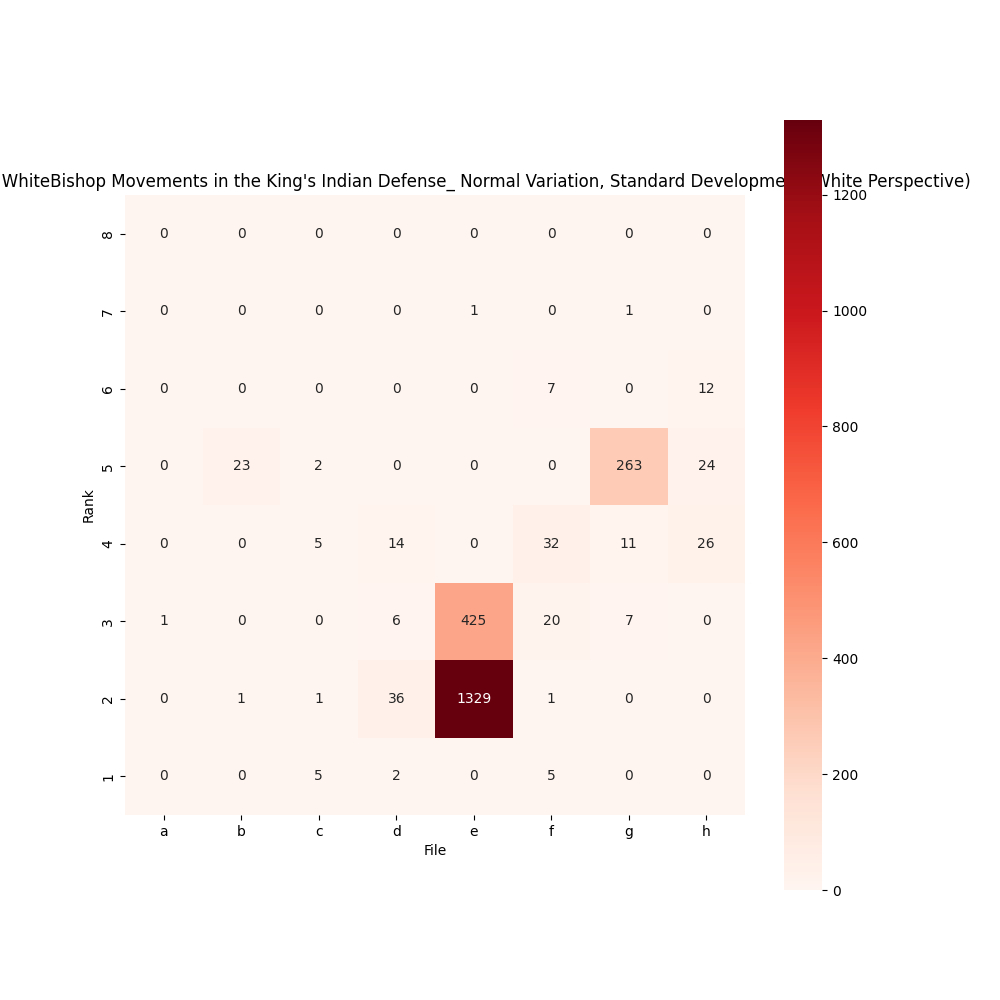 WhiteBishop Movements in the King's Indian Defense_ Normal Variation, Standard Developme White Perspective)
8 0 0 0 0 0 0 0 0
7 0 0 0 0 1 0 1 0
6 0 0 0 0 0 7 0 12
5 0 23 2 0 0 0 263 24
4 0 0 5 14 0 32 11 26
3 1 0 0 6 425 20 7 0
2 0 1 1 36 1329 1 0 0
1 0 0 5 2 0 5 0 0
a b c d e f g h
File
Rank
1200
1000
800
600
400
200
0